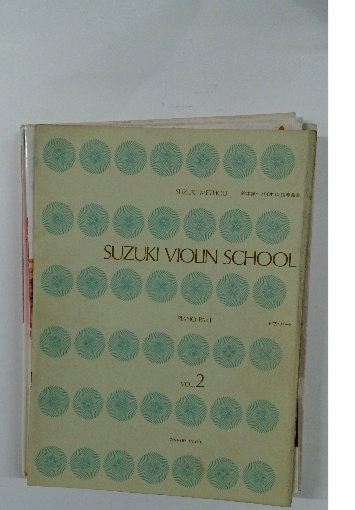 SUZUKI METHOD
SUZUKI VIOLIN SCHOOL
PIANO PART
VOL. 2